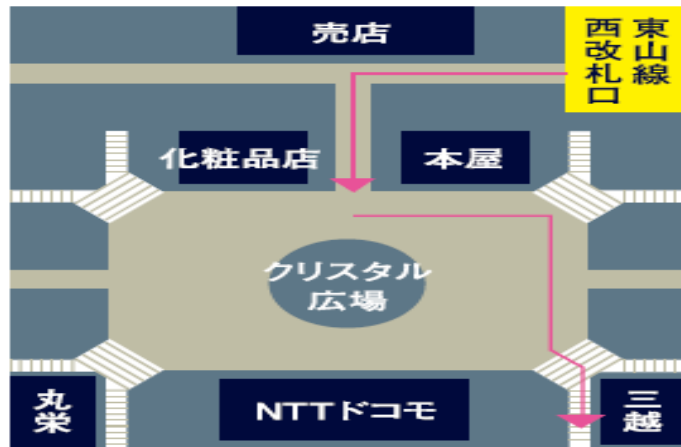 売店
東山線
西改札口
化粧品店
本屋
クリスタル
広場
丸栄
NTTドコモ
三越